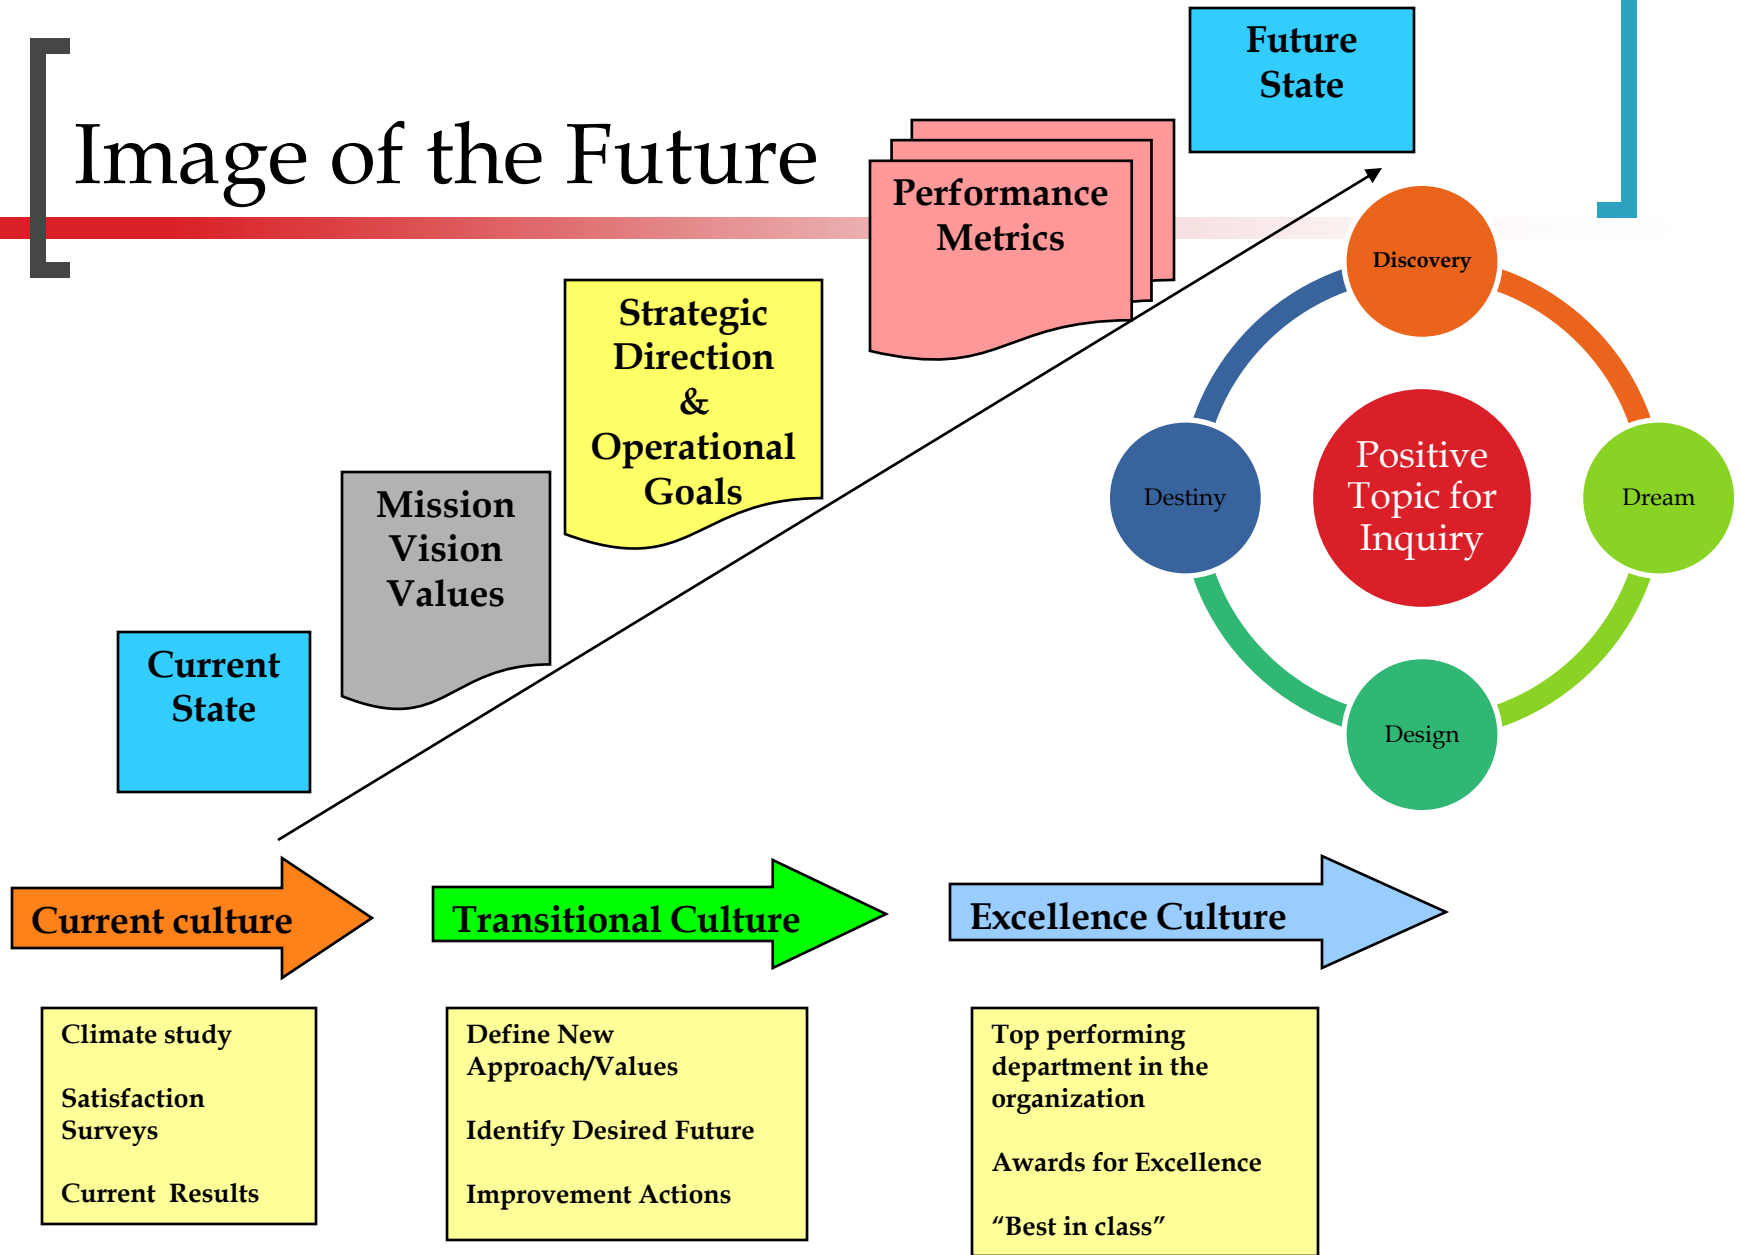 Image of the Future
Future
State
Performance
Metrics
Strategic
Direction
&
Operational
Goals
Mission
Vision
Values
Current
State
Discovery
Dream
Design
Destiny
Positive
Topic for
Inquiry
Current culture
Transitional Culture
Excellence Culture
Climate study
Satisfaction
Surveys
Current  Results
Define New
Approach/Values
Identify Desired Future
Improvement Actions
Top performing
department in the
organization
Awards for Excellence
“Best in class”